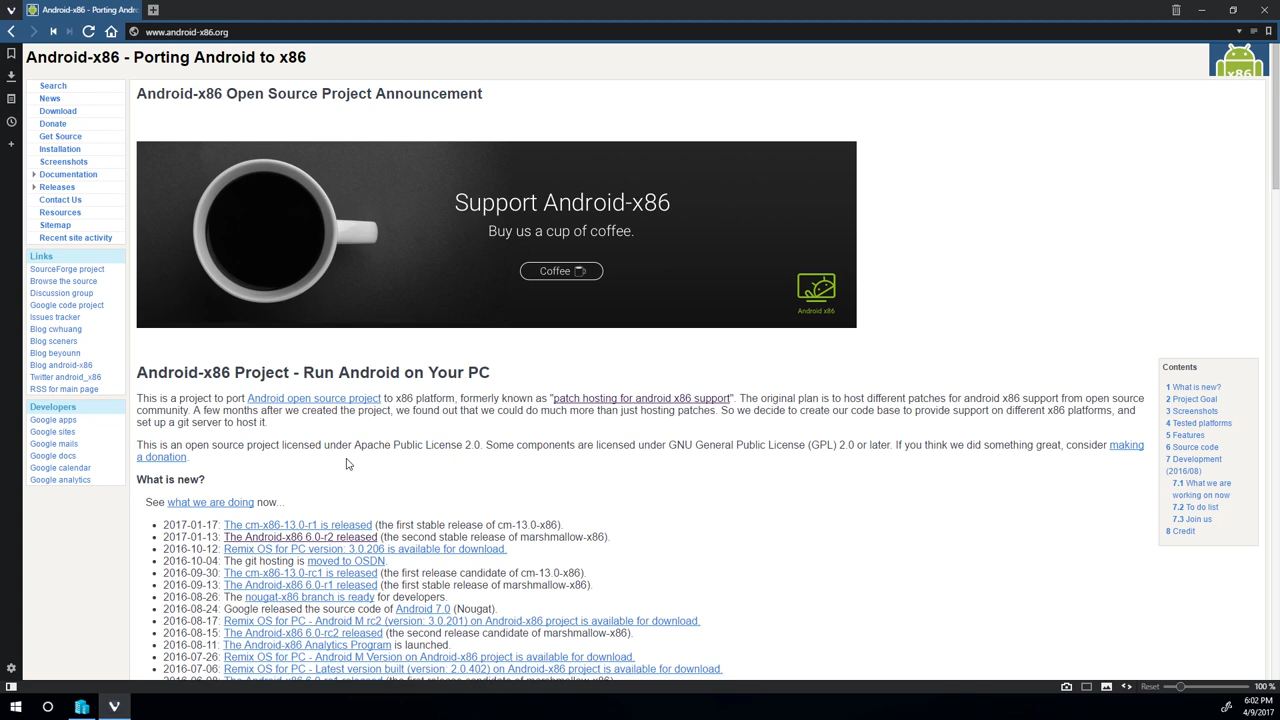 Android-x86 - Porting Andr
www.android-x86.org
Android-x86 - Porting Android to x86
x86
Search
News
Download
Donate
Get Source
Installation
Screenshots
Documentation
Releases
Contact Us
Resources
Sitemap
Recent site activity
Links
SourceForge project
Browse the source
Discussion group
Google code project
Issues tracker
Blog cwhuang
Blog sceners
Blog beyounn
Blog android-x86
Twitter android_x86
RSS for main page
Developers
Google apps
Google sites
Google mails
Google docs
Google calendar
Google analytics
Android-x86 Open Source Project Announcement
Support Android-x86
Buy us a cup of coffee.
Coffee
Android x86
Android-x86 Project - Run Android on Your PC
This is a project to port Android open source project to x86 platform, formerly known as "patch hosting for android x86 support". The original plan is to host different patches for android x86 support from open source
community. A few months after we created the project, we found out that we could do much more than just hosting patches. So we decide to create our code base to provide support on different x86 platforms, and
set up a git server to host it.
This is an open source project licensed under Apache Public License 2.0. Some components are licensed under GNU General Public License (GPL) 2.0 or later. If you think we did something great, consider making
a donation.
What is new?
See what we are doing now...
• 2017-01-17: The cm-x86-13.0-r1 is released (the first stable release of cm-13.0-x86).
• 2017-01-13: The Android-x86 6.0-r2 released (the second stable release of marshmallow-x86).
• 2016-10-12: Remix OS for PC version: 3.0.206 is available for download.
• 2016-10-04: The git hosting is moved to OSDN.
• 2016-09-30: The cm-x86-13.0-rc1 is released (the first release candidate of cm-13.0-x86).
• 2016-09-13: The Android-x86 6.0-r1 released (the first stable release of marshmallow-x86).
• 2016-08-26: The nougat-x86 branch is ready for developers.
• 2016-08-24: Google released the source code of Android 7.0 (Nougat).
• 2016-08-17: Remix OS for PC - Android M rc2 (version: 3.0.201) on Android-x86 project is available for download.
• 2016-08-15: The Android-x86 6.0-rc2 released (the second release candidate of marshmallow-x86).
• 2016-08-11: The Android-x86 Analytics Program is launched.
• 2016-07-26: Remix OS for PC - Android M Version on Android-x86 project is available for download.
• 2016-07-06: Remix OS for PC - Latest version built (version: 2.0.402) on Android-x86 project is available for download.
Contents
1 What is new?
2 Project Goal
3 Screenshots
4 Tested platforms
5 Features
6 Source code
7 Development
(2016/08)
7.1 What we are
working on now
7.2 To do list
7.3 Join us
8 Credit
Reset
100 %
6:02 PM
4/9/2017